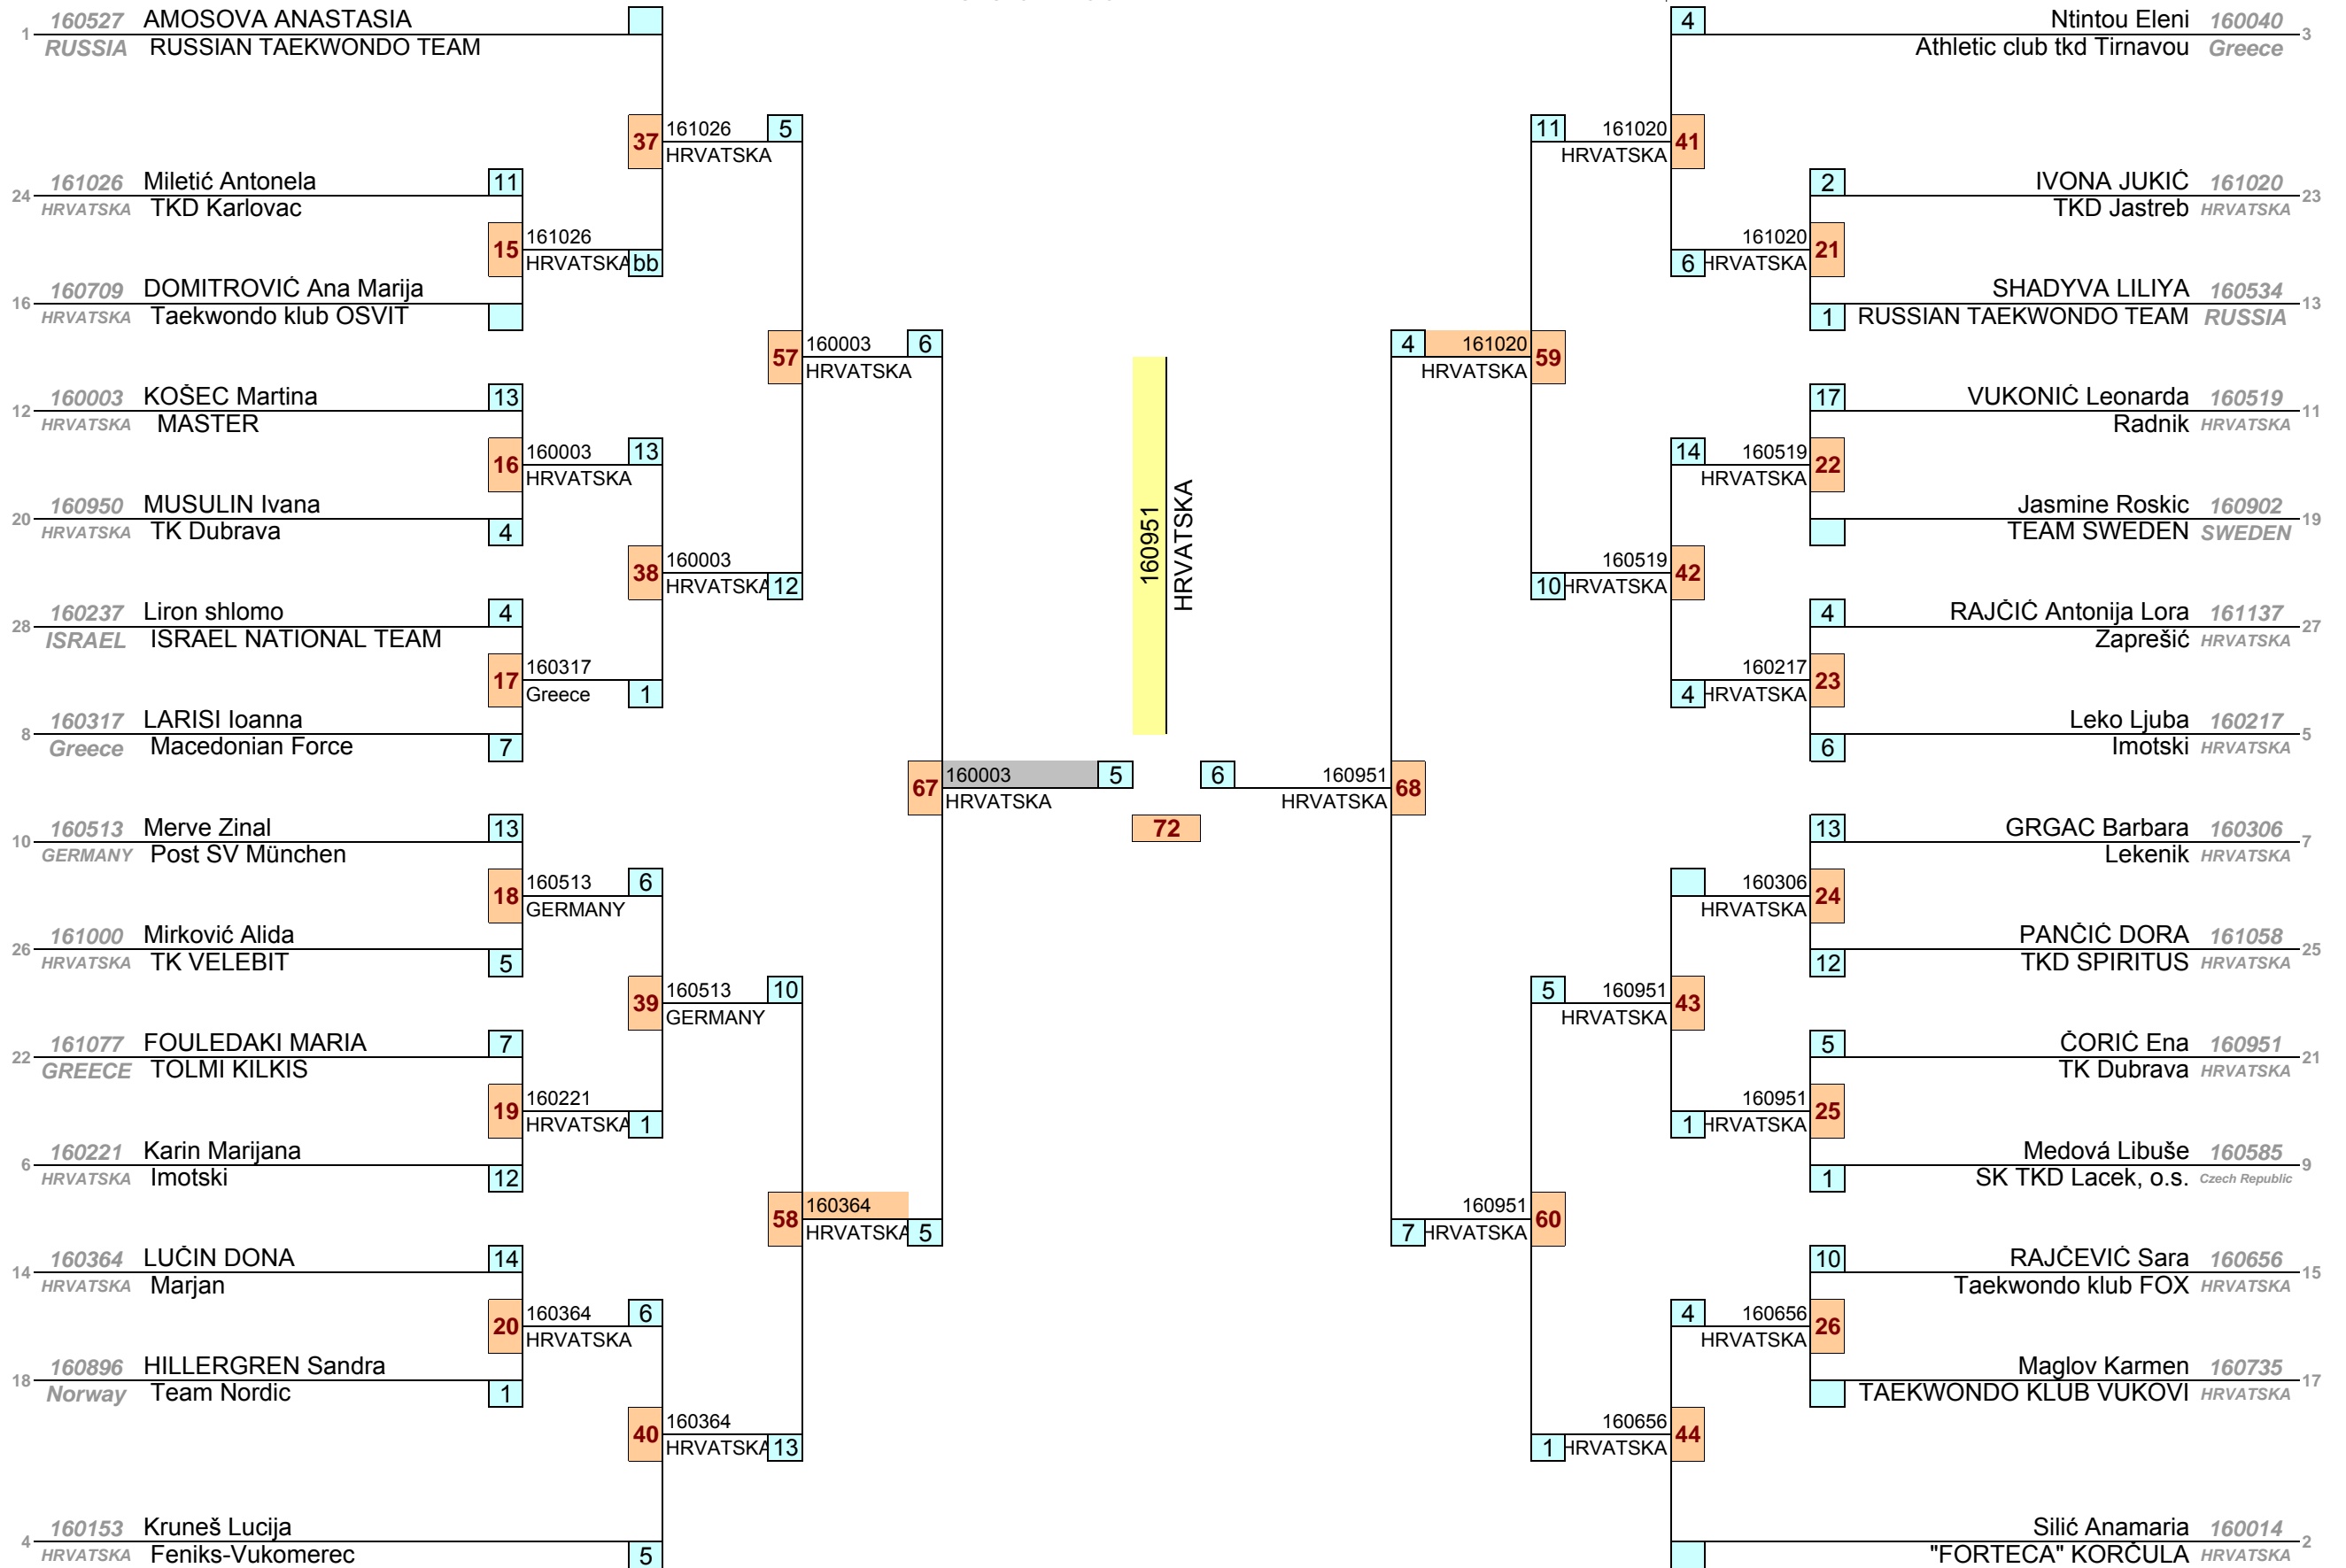 160527 AMOSOVA ANASTASIA
1 RUSSIA RUSSIAN TAEKWONDO TEAM
37 161026 5
HRVATSKA
161026 Miletić Antonela 11
24 HRVATSKA TKD Karlovac
15 161026
HRVATSKA bb
160709 DOMITROVIĆ Ana Marija
16 HRVATSKA Taekwondo klub OSVIT
57 160003 6
HRVATSKA
160003 KOŠEC Martina 13
12 HRVATSKA MASTER
16 160003 13
HRVATSKA
160950 MUSULIN Ivana
20 HRVATSKA TK Dubrava 4
38 160003
HRVATSKA 12
160237 Liron shlomo 4
28 ISRAEL ISRAEL NATIONAL TEAM
17 160317
Greece 1
160317 LARISI Ioanna
8 Greece Macedonian Force 7
67 160003 5
HRVATSKA
160513 Merve Zinal 13
10 GERMANY Post SV München
18 160513 6
GERMANY
161000 Mirković Alida
26 HRVATSKA TK VELEBIT 5
39 160513 10
GERMANY
161077 FOULEDAKI MARIA 7
22 GREECE TOLMI KILKIS
19 160221
HRVATSKA 1
160221 Karin Marijana
6 HRVATSKA Imotski 12
58 160364
HRVATSKA 5
160364 LUČIN DONA 14
14 HRVATSKA Marjan
20 160364 6
HRVATSKA
160896 HILLERGREN Sandra
18 Norway Team Nordic 1
40 160364
HRVATSKA 13
160153 Kruneš Lucija
4 HRVATSKA Feniks-Vukomerec 5
160951
HRVATSKA
72
4 Ntintou Eleni 160040
Athletic club tkd Tirnavou Greece 3
11 161020 41
HRVATSKA
2 IVONA JUKIĆ 161020
TKD Jastreb HRVATSKA 23
161020 21
6 HRVATSKA
SHADYVA LILIYA 160534
1 RUSSIAN TAEKWONDO TEAM RUSSIA 13
4 161020 59
HRVATSKA
17 VUKONIĆ Leonarda 160519
Radnik HRVATSKA 11
14 160519 22
HRVATSKA
Jasmine Roskic 160902
TEAM SWEDEN SWEDEN 19
160519 42
10 HRVATSKA
4 RAJČIĆ Antonija Lora 161137
Zaprešić HRVATSKA 27
160217 23
4 HRVATSKA
Leko Ljuba 160217
6 Imotski HRVATSKA 5
6 160951 68
HRVATSKA
13 GRGAC Barbara 160306
Lekenik HRVATSKA 7
160306 24
HRVATSKA
PANČIĆ DORA 161058
12 TKD SPIRITUS HRVATSKA 25
5 160951 43
HRVATSKA
5 ĆORIĆ Ena 160951
TK Dubrava HRVATSKA 21
160951 25
1 HRVATSKA
Medová Libuše 160585
1 SK TKD Lacek, o.s. Czech Republic 9
160951 60
7 HRVATSKA
10 RAJČEVIĆ Sara 160656
Taekwondo klub FOX HRVATSKA 15
4 160656 26
HRVATSKA
Maglov Karmen 160735
TAEKWONDO KLUB VUKOVI HRVATSKA 17
160656 44
1 HRVATSKA
Silić Anamaria 160014
"FORTECA" KORČULA HRVATSKA 2